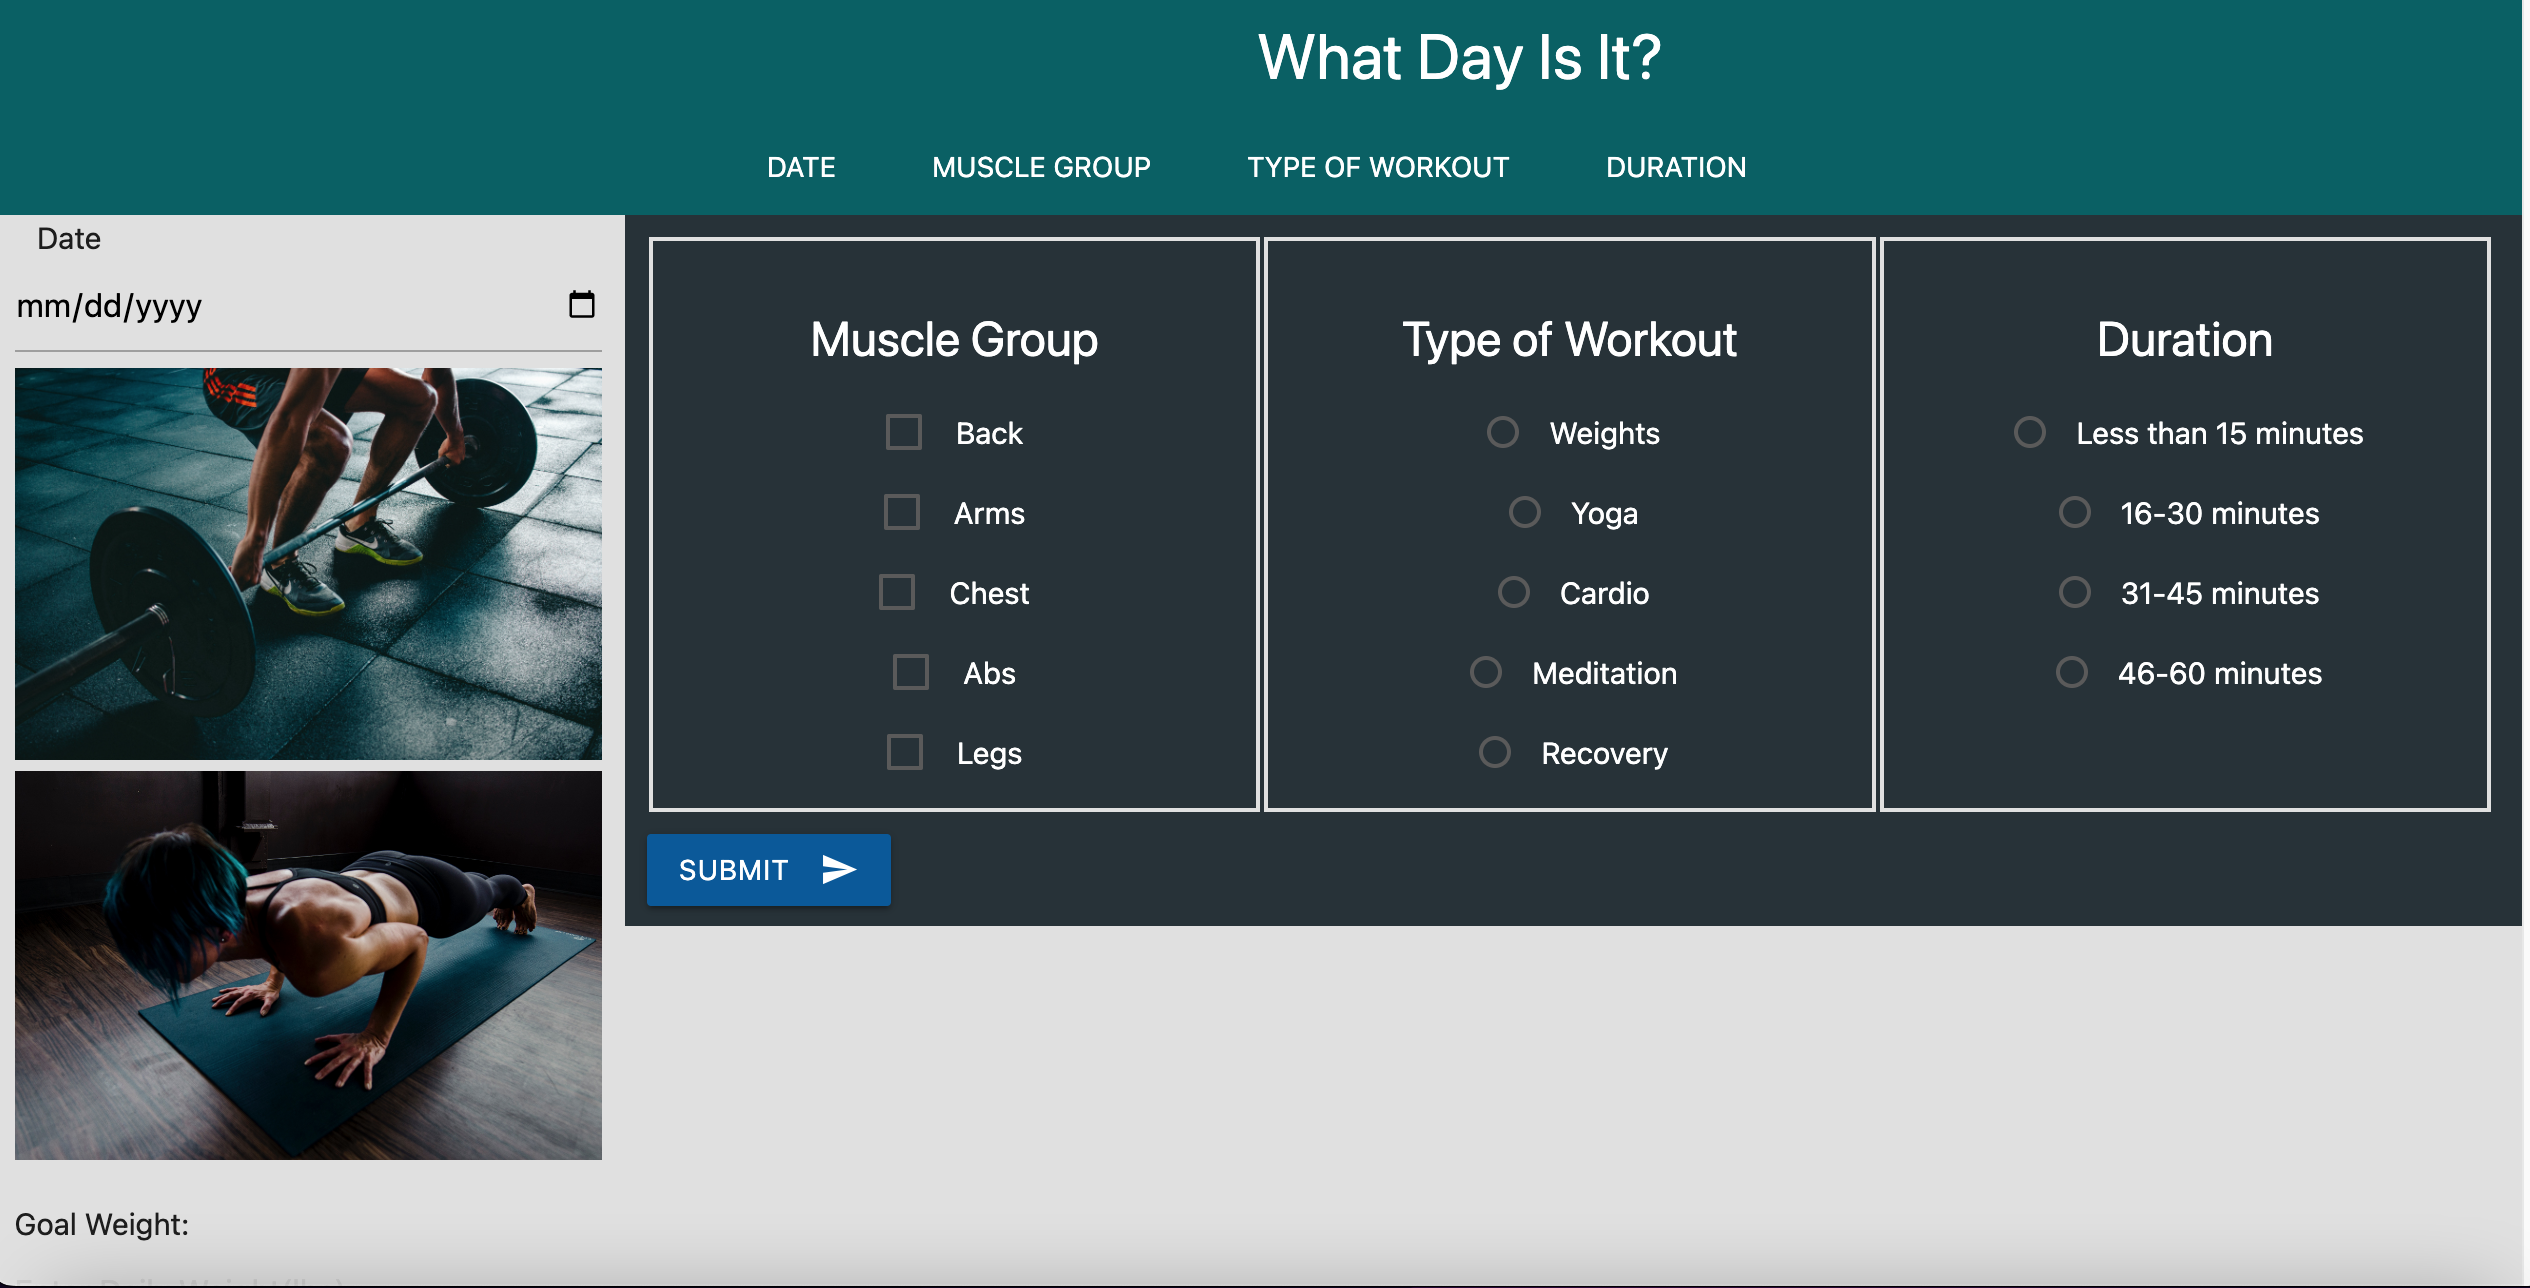 What Day Is It?
DATE MUSCLE GROUP TYPE OF WORKOUT DURATION
Date
mm/dd/yyyy
Muscle Group
Back
Arms
Chest
Abs
Legs
Type of Workout
Weights
Yoga
Cardio
Meditation
Recovery
Duration
Less than 15 minutes
16-30 minutes
31-45 minutes
46-60 minutes
SUBMIT
Goal Weight: